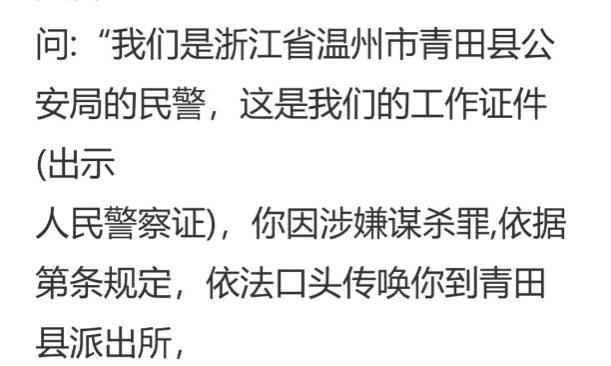 问:“我们是浙江省温州市青田县公
安局的民警，这是我们的工作证件
(出示
人民警察证)，你因涉嫌谋杀罪,依据
第条规定，依法口头传唤你到青田
县派出所，